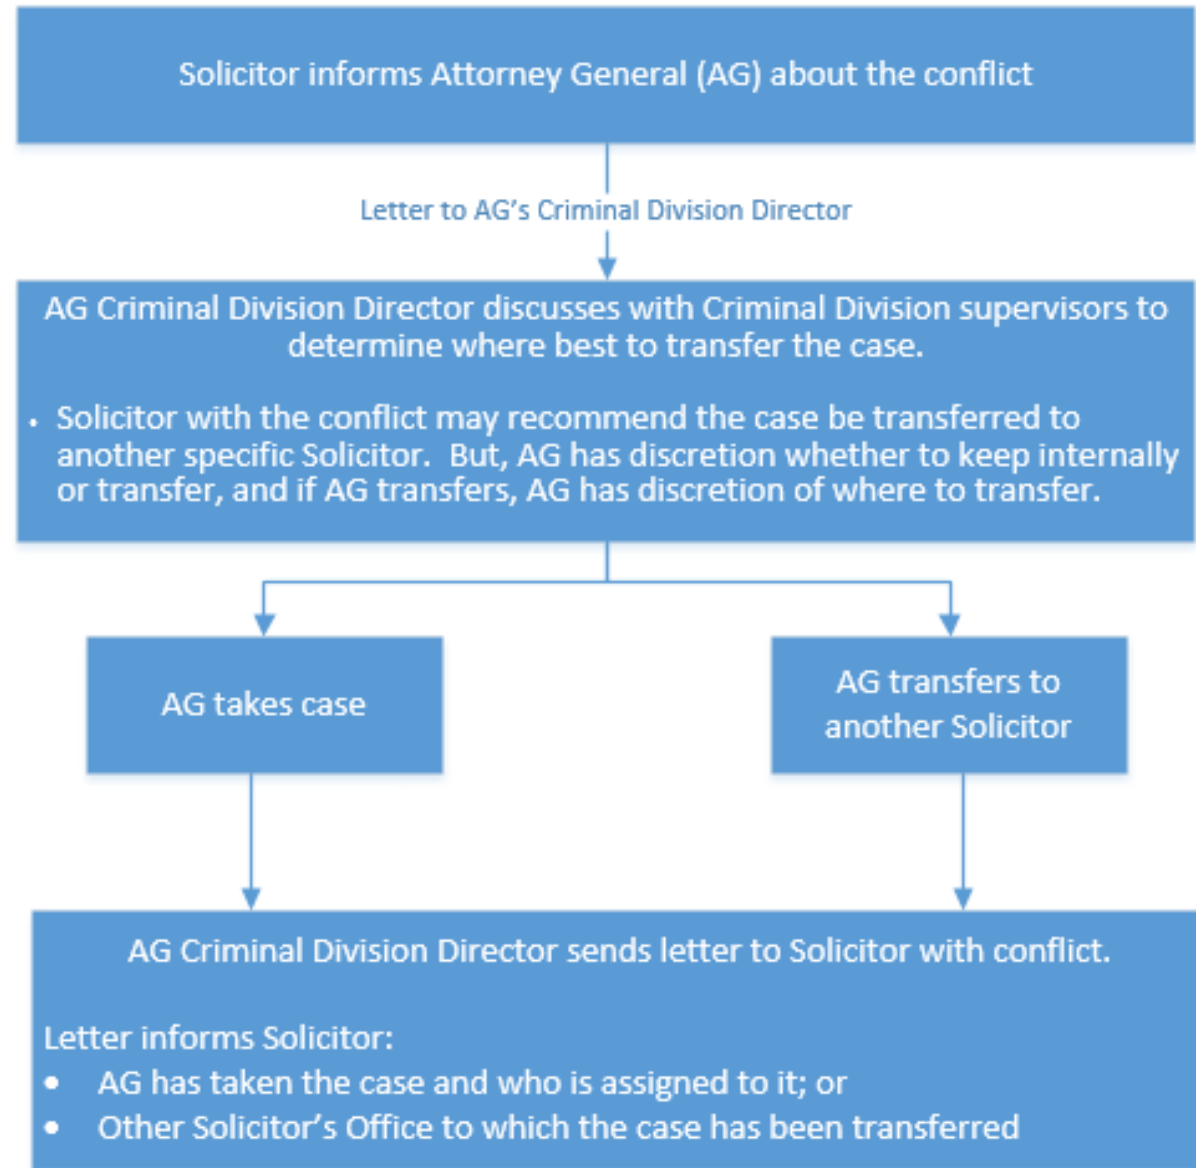 Solicitor informs Attorney General (AG) about the conflict
Letter to AG’s Criminal Division Director
AG Criminal Division Director discusses with Criminal Division supervisors to
determine where best to transfer the case.
• Solicitor with the conflict may recommend the case be transferred to
another specific Solicitor.  But, AG has discretion whether to keep internally
or transfer, and if AG transfers, AG has discretion of where to transfer.
AG takes case
AG transfers to
another Solicitor
AG Criminal Division Director sends letter to Solicitor with conflict.
Letter informs Solicitor:
• AG has taken the case and who is assigned to it; or
• Other Solicitor’s Office to which the case has been transferred